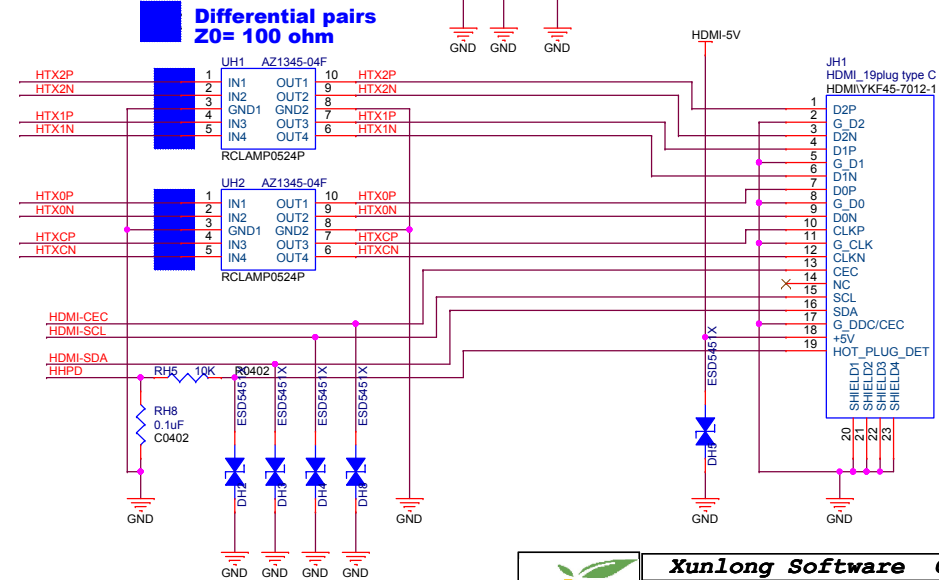 Differential pairs
Z0= 100 ohm
GND GND GND
HDMI-5V
UH1 AZ1345-04F
HTX2P 1 IN1 OUT1 10 HTX2P
HTX2N 2 IN2 OUT2 9 HTX2N
3 GND1 GND2 8
HTX1P 4 IN3 OUT3 7 HTX1P
HTX1N 5 IN4 OUT4 6 HTX1N
RCLAMP0524P
UH2 AZ1345-04F
HTX0P 1 IN1 OUT1 10 HTX0P
HTX0N 2 IN2 OUT2 9 HTX0N
3 GND1 GND2 8
HTXCP 4 IN3 OUT3 7 HTXCP
HTXCN 5 IN4 OUT4 6 HTXCN
RCLAMP0524P
JH1
HDMI_19plug type C
HDMI\YKF45-7012-1
1 D2P
2 G_D2
3 D2N
4 D1P
5 G_D1
6 D1N
7 D0P
8 G_D0
9 D0N
10 CLKP
11 G_CLK
12 CLKN
13 CEC
14 NC
15 SCL
16 SDA
17 G_DDC/CEC
18 +5V
19 HOT_PLUG_DET
SHIELD1
SHIELD2
SHIELD3
SHIELD4
20
21
22
23
HDMI-CEC
HDMI-SCL
HDMI-SDA
HHPD
RH5 10K R0402
RH8
0.1uF
C0402
ESD5451X
ESD5451X
ESD5451X
ESD5451X
ESD5451X
DH2
DH3
DH4
DH8
DH5
GND
GND
GND
GND
GND GND GND GND
Xunlong Software